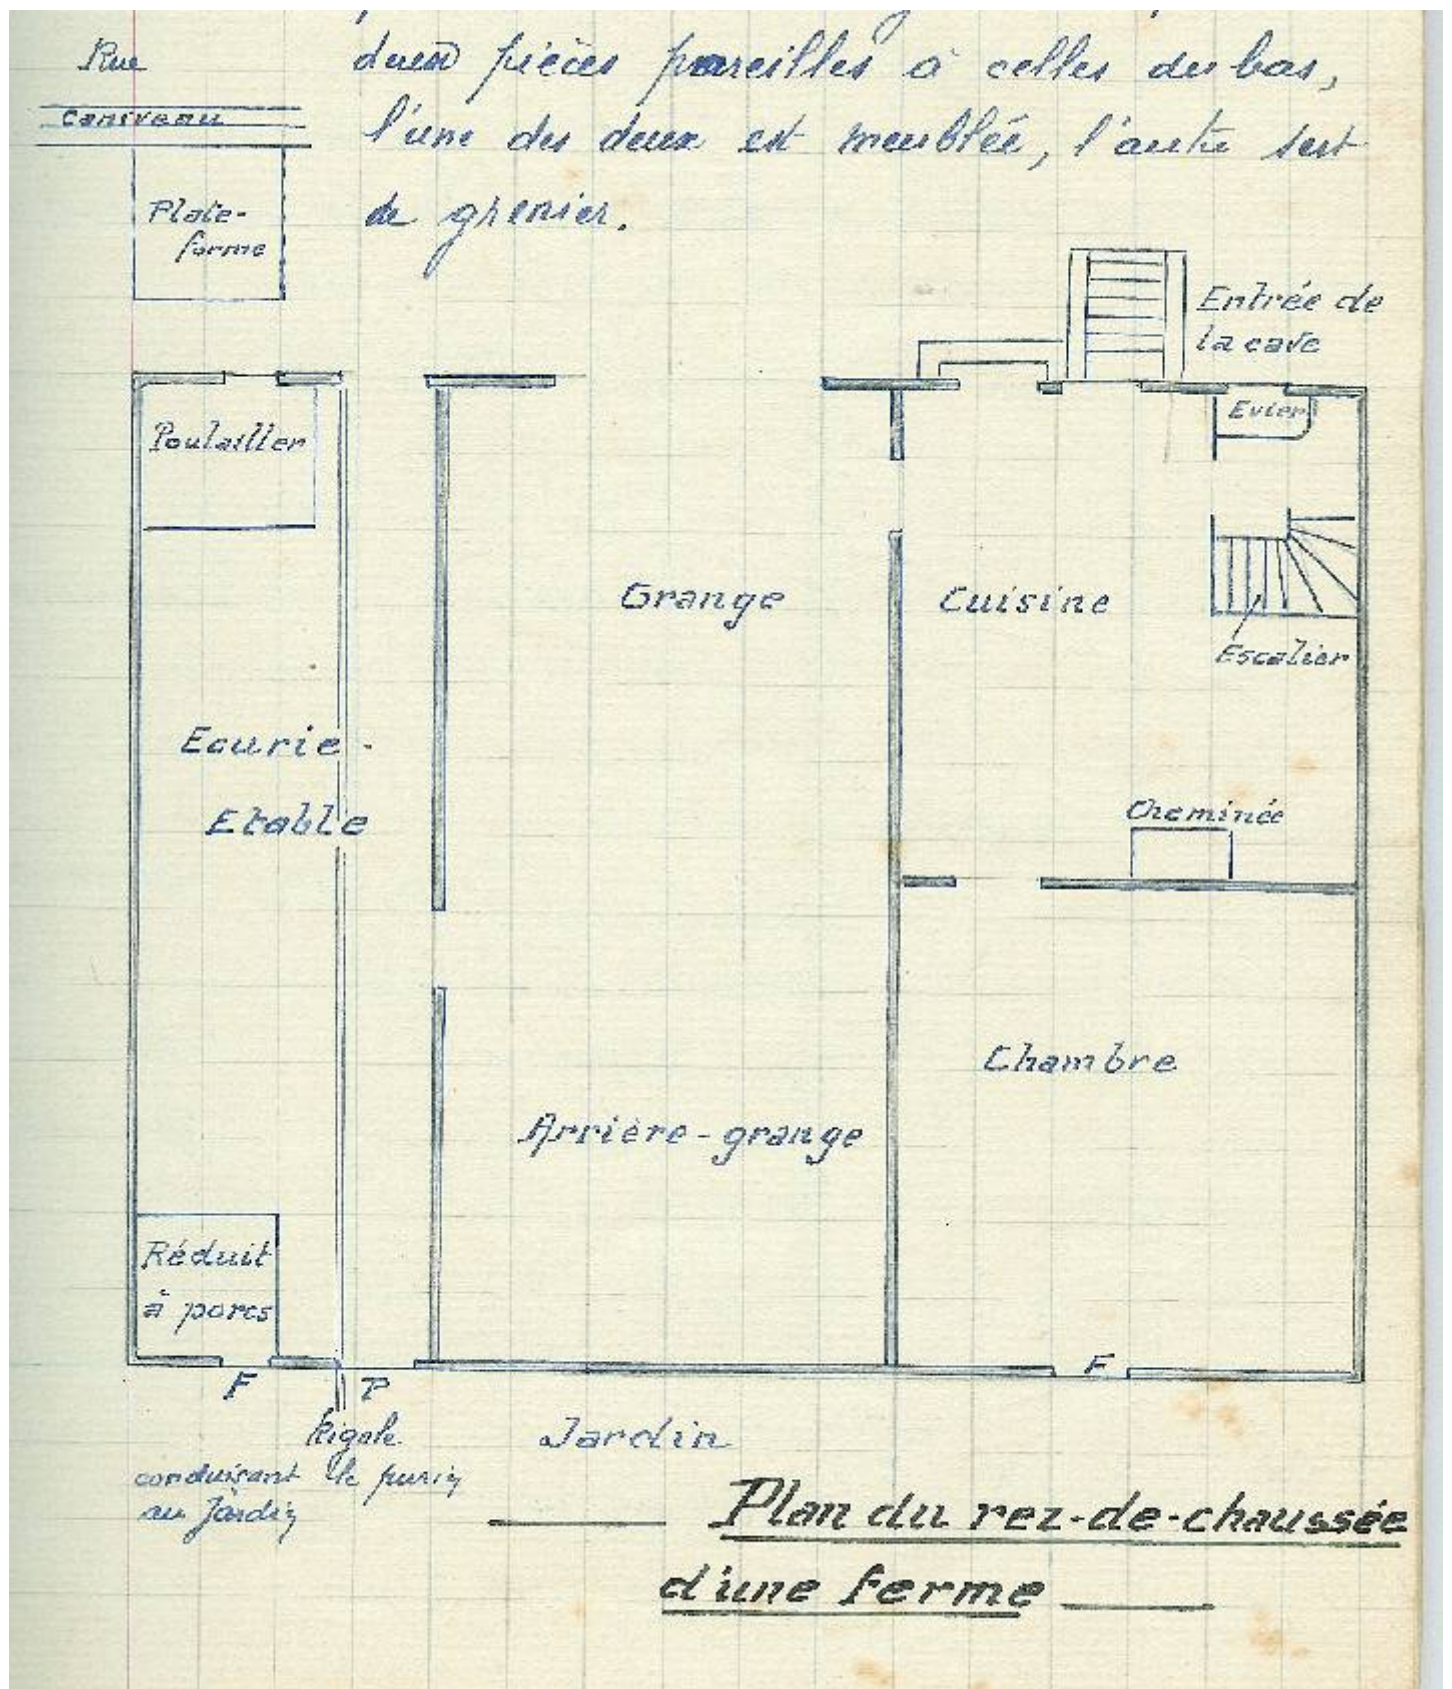 Rue
deux pièces pareilles à celles du bas,
Caniveau
l'une des deux est meublée, l'autre sert
Plate-
forme
de grenier.
Entrée de
la cave
Evier
Poulailler
Grange
Cuisine
Escalier
Ecurie-
Etable
Cheminée
Chambre
Arrière-grange
Réduit
à porcs
F
P
F
Rigole
conduisant le purin
au Jardin
Jardin
Plan du rez-de-chaussée
d'une ferme